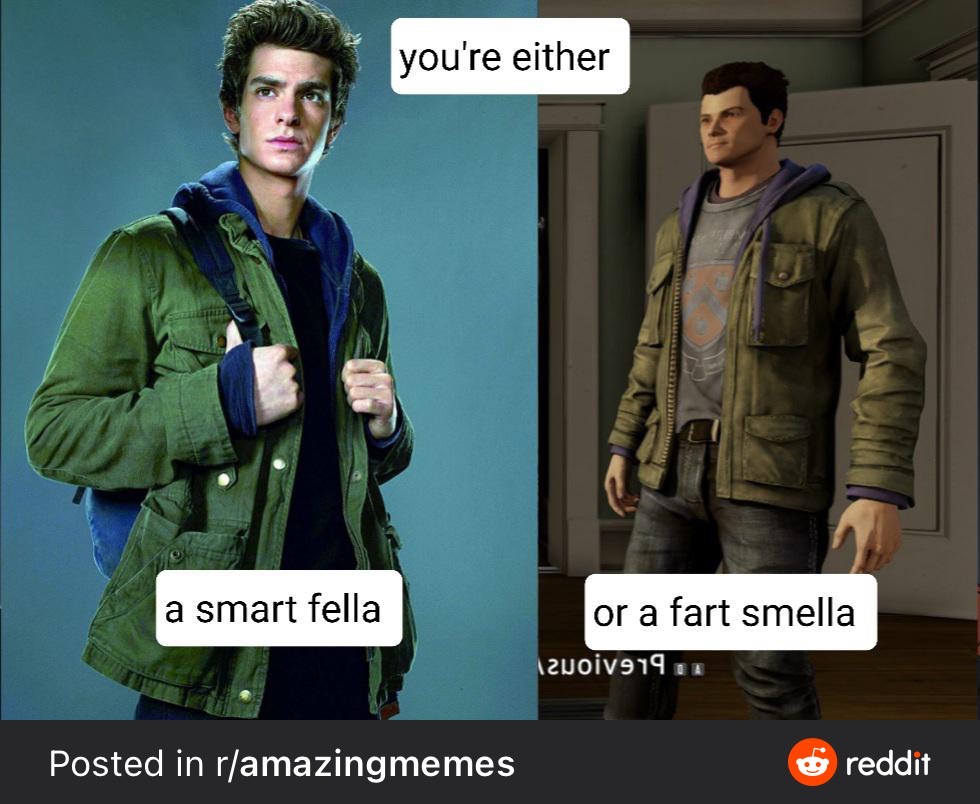 you're either
a smart fella
or a fart smella
Previous/
A D
Posted in r/amazingmemes
reddit